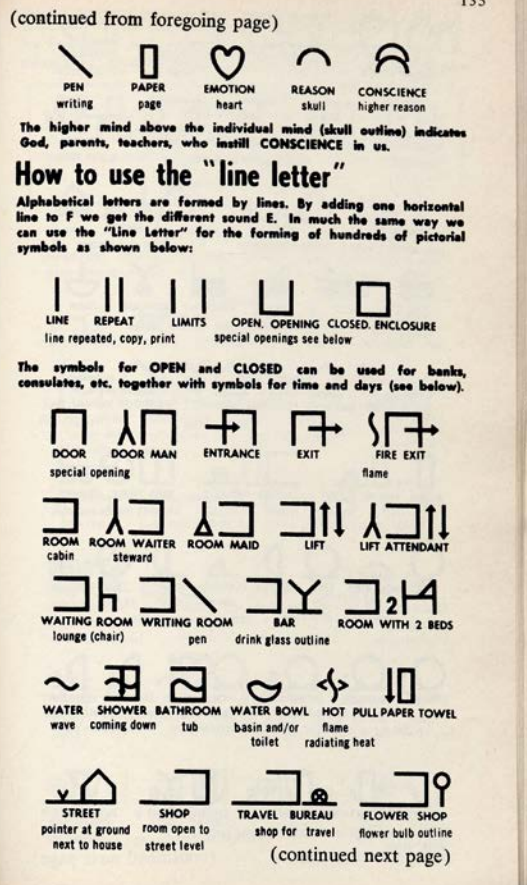 (continued from foregoing page)
PEN PAPER EMOTION REASON CONSCIENCE
writing page heart skull higher reason
The higher mind above the individual mind (skull outline) indicates
God, parents, teachers, who instill CONSCIENCE in us.
How to use the "line letter"
Alphabetical letters are formed by lines. By adding one horizontal
line to F we get the different sound E. In much the same way we
can use the "Line Letter" for the forming of hundreds of pictorial
symbols as shown below:
LINE REPEAT LIMITS OPEN, OPENING CLOSED. ENCLOSURE
line repeated, copy, print special openings see below
The symbols for OPEN and CLOSED can be used for banks,
consulates, etc. together with symbols for time and days (see below).
DOOR DOOR MAN ENTRANCE EXIT FIRE EXIT
special opening flame
ROOM ROOM WAITER ROOM MAID LIFT LIFT ATTENDANT
cabin steward
2
WAITING ROOM WRITING ROOM BAR ROOM WITH 2 BEDS
lounge (chair) pen drink glass outline
WATER SHOWER BATHROOM WATER BOWL HOT PULL PAPER TOWEL
wave coming down tub basin and/or flame
toilet radiating heat
STREET SHOP TRAVEL BUREAU FLOWER SHOP
pointer at ground room open to shop for travel flower bulb outline
next to house street level
(continued next page)